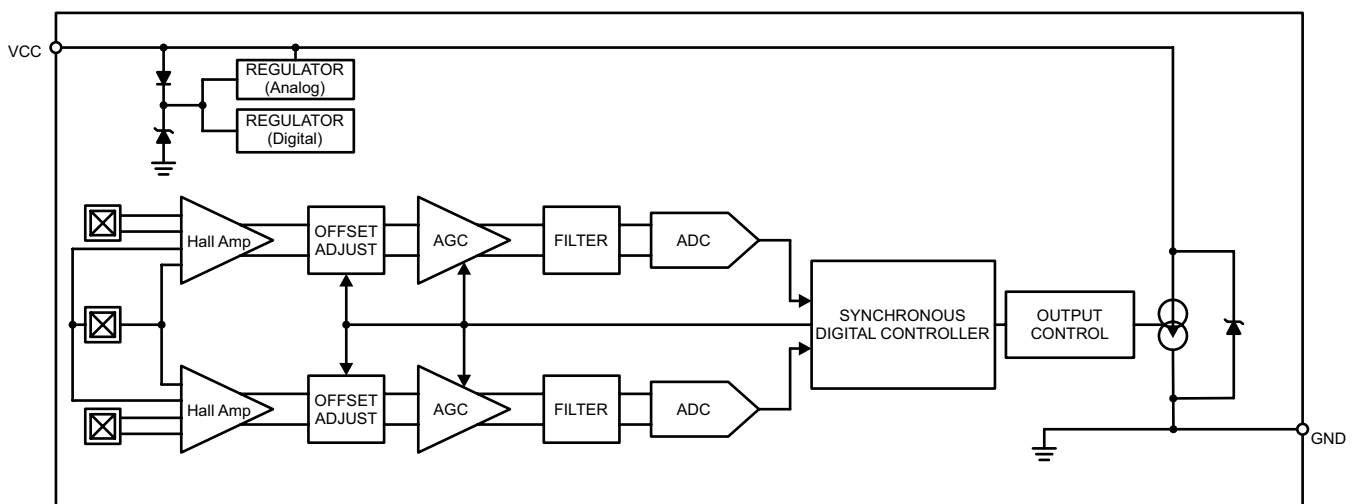 VCC
REGULATOR
(Analog)
REGULATOR
(Digital)
Hall Amp
OFFSET
ADJUST
AGC
FILTER
ADC
SYNCHRONOUS
DIGITAL CONTROLLER
OUTPUT
CONTROL
Hall Amp
OFFSET
ADJUST
AGC
FILTER
ADC
GND